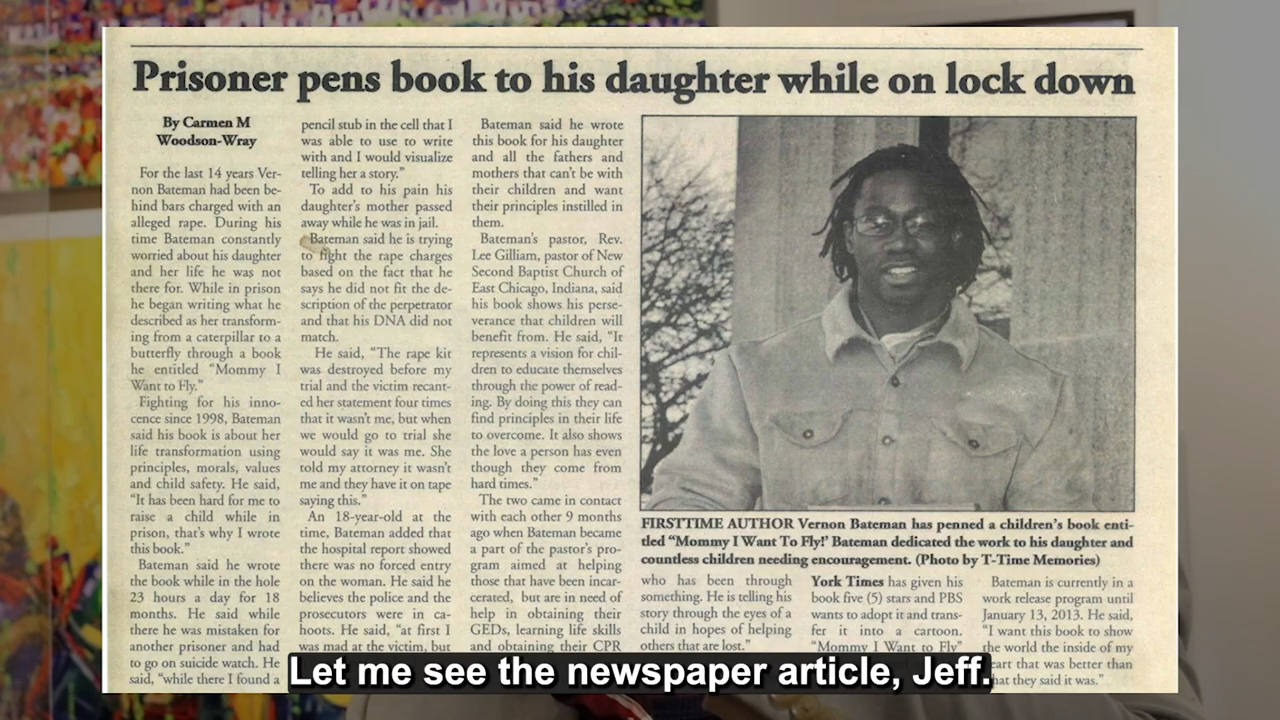 Prisoner pens book to his daughter while on lock down
By Carmen M
Woodson-Wray
For the last 14 years Ver-
non Bateman had been be-
hind bars charged with an
alleged rape. During his
time Bateman constantly
worried about his daughter
and her life he was not
there for. While in prison
he began writing what he
described as her transform-
ing from a caterpillar to a
butterfly through a book
he entitled "Mommy I
Want to Fly."
Fighting for his inno-
cence since 1998, Bateman
said his book is about her
life transformation using
principles, morals, values
and child safety. He said,
"It has been hard for me to
raise a child while in
prison, that's why I wrote
this book."
Bateman said he wrote
the book while in the hole
23 hours a day for 18
months. He said while
there he was mistaken for
another prisoner and had
to go on suicide watch. He
said, "while there I found a
pencil stub in the cell that I
was able to use to write
with and I would visualize
telling her a story."
To add to his pain his
daughter's mother passed
away while he was in jail.
Bateman said he is trying
to fight the rape charges
based on the fact that he
says he did not fit the de-
scription of the perpetrator
and that his DNA did not
match.
He said, "The rape kit
was destroyed before my
trial and the victim recant-
ed her statement four times
that it wasn't me, but when
we would go to trial she
would say it was me. She
told my attorney it wasn't
me and they have it on tape
saying this."
An 18-year-old at the
time, Bateman added that
the hospital report showed
there was no forced entry
on the woman. He said he
believes the police and the
prosecutors were in ca-
hoots. He said, "at first I
was mad at the victim, but
Bateman said he wrote
this book for his daughter
and all the fathers and
mothers that can't be with
their children and want
their principles instilled in
them.
Bateman's pastor, Rev.
Lee Gilliam, pastor of New
Second Baptist Church of
East Chicago, Indiana, said
his book shows his perse-
verance that children will
benefit from. He said, "It
represents a vision for chil-
dren to educate themselves
through the power of read-
ing. By doing this they can
find principles in their life
to overcome. It also shows
the love a person has even
though they come from
hard times."
The two came in contact
with each other 9 months
ago when Bateman became
a part of the pastor's pro-
gram aimed at helping
those that have been incar-
cerated, but are in need of
help in obtaining their
GEDs, learning life skills
and obtaining their CPR
FIRSTTIME AUTHOR Vernon Bateman has penned a children's book enti-
tled "Mommy I Want To Fly!' Bateman dedicated the work to his daughter and
countless children needing encouragement. (Photo by T-Time Memories)
who has been through
something. He is telling his
story through the eyes of a
child in hopes of helping
others that are lost."
York Times has given his
book five (5) stars and PBS
wants to adopt it and trans-
fer it into a cartoon.
"Mommy I Want to Fly"
Bateman is currently in a
work release program until
January 13, 2013. He said,
"I want this book to show
the world the inside of my
eart that was better than
hat they said it was."
Let me see the newspaper article, Jeff.